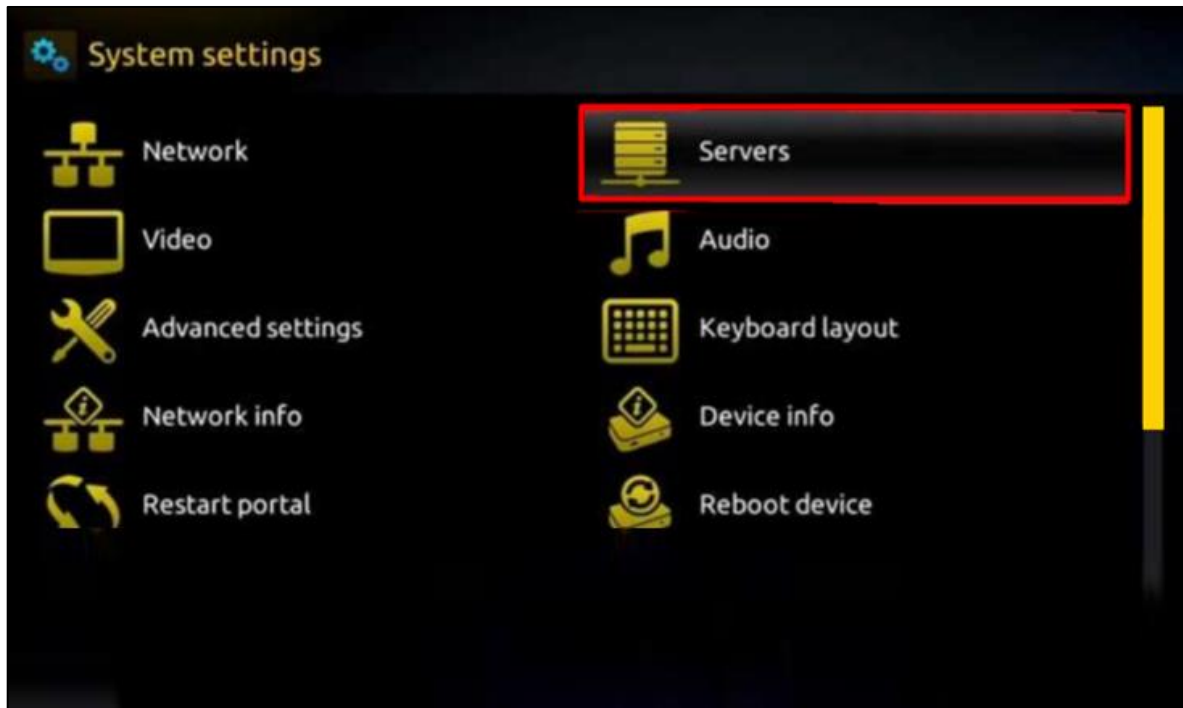 System settings
Network
Servers
Video
Audio
Advanced settings
Keyboard layout
Network info
Device info
Restart portal
Reboot device